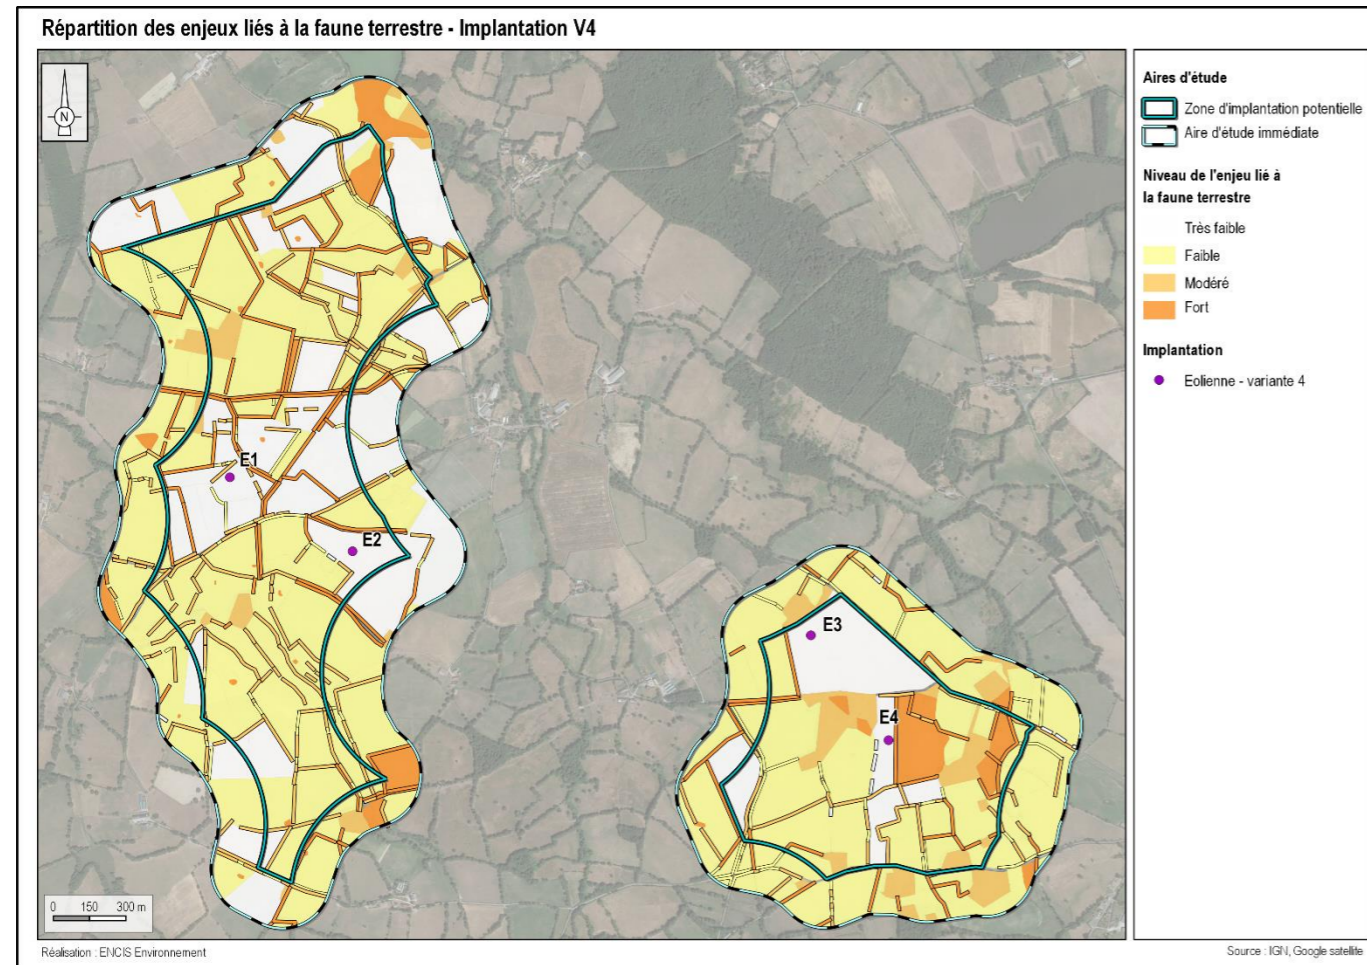 Répartition des enjeux liés à la faune terrestre - Implantation V4
N
E1
E2
E3
E4
0 150 300 m
Aires d'étude
Zone d'implantation potentielle
Aire d'étude immédiate
Niveau de l'enjeu lié à
la faune terrestre
Très faible
Faible
Modéré
Fort
Implantation
Eolienne - variante 4
Réalisation : ENCIS Environnement
Source : IGN, Google satellite